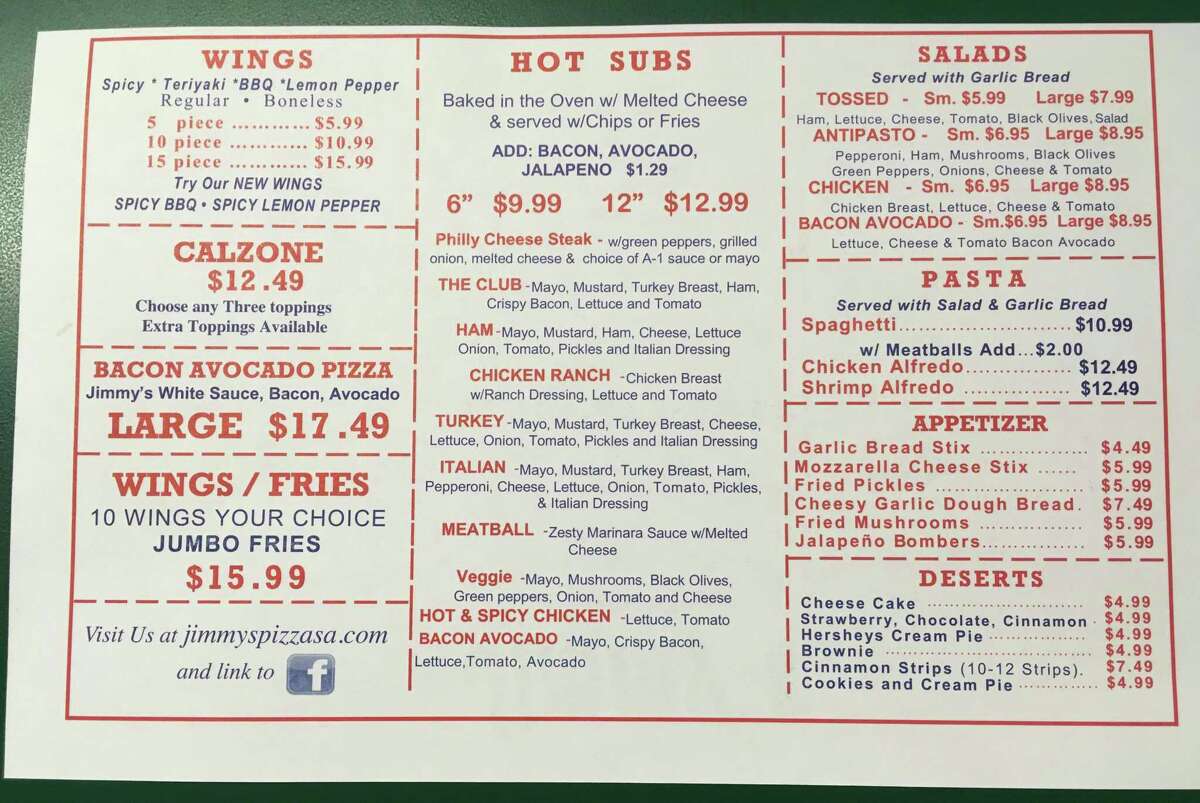 WINGS
Spicy * Teriyaki *BBQ *Lemon Pepper
Regular • Boneless
5 piece ............ $5.99
10 piece ............ $10.99
15 piece ............ $15.99
Try Our NEW WINGS
SPICY BBQ • SPICY LEMON PEPPER
CALZONE
$12.49
Choose any Three toppings
Extra Toppings Available
BACON AVOCADO PIZZA
Jimmy's White Sauce, Bacon, Avocado
LARGE $17.49
WINGS / FRIES
10 WINGS YOUR CHOICE
JUMBO FRIES
$15.99
Visit Us at jimmyspizzasa.com
and link to f
HOT SUBS
Baked in the Oven w/ Melted Cheese
& served w/Chips or Fries
ADD: BACON, AVOCADO,
JALAPENO $1.29
6" $9.99 12" $12.99
Philly Cheese Steak - w/green peppers, grilled
onion, melted cheese & choice of A-1 sauce or mayo
THE CLUB -Mayo, Mustard, Turkey Breast, Ham,
Crispy Bacon, Lettuce and Tomato
HAM -Mayo, Mustard, Ham, Cheese, Lettuce
Onion, Tomato, Pickles and Italian Dressing
CHICKEN RANCH -Chicken Breast
w/Ranch Dressing, Lettuce and Tomato
TURKEY -Mayo, Mustard, Turkey Breast, Cheese,
Lettuce, Onion, Tomato, Pickles and Italian Dressing
ITALIAN -Mayo, Mustard, Turkey Breast, Ham,
Pepperoni, Cheese, Lettuce, Onion, Tomato, Pickles,
& Italian Dressing
MEATBALL -Zesty Marinara Sauce w/Melted
Cheese
Veggie -Mayo, Mushrooms, Black Olives,
Green peppers, Onion, Tomato and Cheese
HOT & SPICY CHICKEN -Lettuce, Tomato
BACON AVOCADO -Mayo, Crispy Bacon,
Lettuce,Tomato, Avocado
SALADS
Served with Garlic Bread
TOSSED - Sm. $5.99 Large $7.99
Ham, Lettuce, Cheese, Tomato, Black Olives, Salad
ANTIPASTO - Sm. $6.95 Large $8.95
Pepperoni, Ham, Mushrooms, Black Olives
Green Peppers, Onions, Cheese & Tomato
CHICKEN - Sm. $6.95 Large $8.95
Chicken Breast, Lettuce, Cheese & Tomato
BACON AVOCADO - Sm.$6.95 Large $8.95
Lettuce, Cheese & Tomato Bacon Avocado
PASTA
Served with Salad & Garlic Bread
Spaghetti..........................$10.99
w/ Meatballs Add...$2.00
Chicken Alfredo................. $12.49
Shrimp Alfredo ................ $12.49
APPETIZER
Garlic Bread Stix ................. $4.49
Mozzarella Cheese Stix ...... $5.99
Fried Pickles ....................... $5.99
Cheesy Garlic Dough Bread. $7.49
Fried Mushrooms ............... $5.99
Jalapeño Bombers................ $5.99
DESERTS
Cheese Cake ........................ $4.99
Strawberry, Chocolate, Cinnamon . $4.99
Hersheys Cream Pie ............... $4.99
Brownie ............................. $4.99
Cinnamon Strips (10-12 Strips). $7.49
Cookies and Cream Pie ............ $4.99